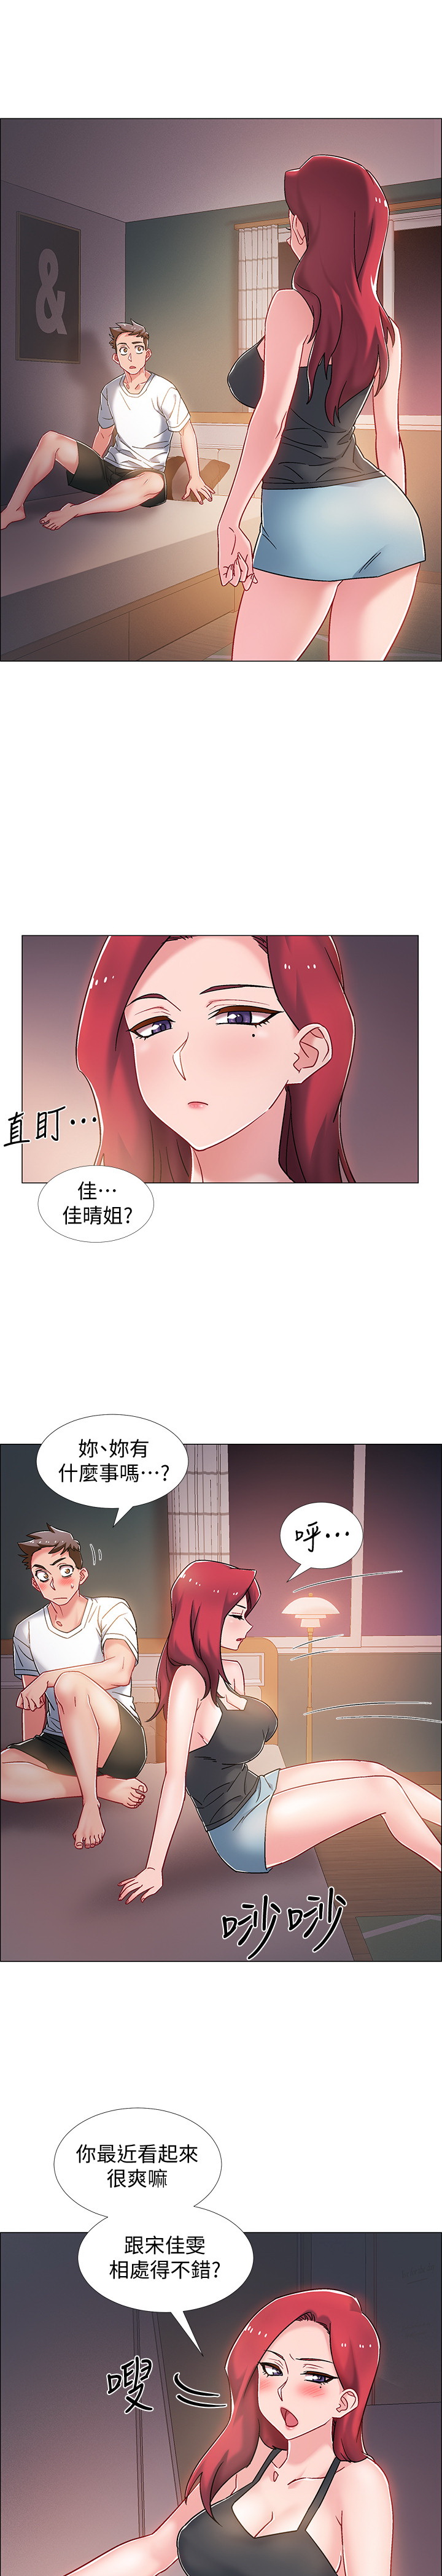 &
直盯…
佳…
佳晴姐?
妳、妳有
什麼事嗎…?
呼…
唦唦
你最近看起來
很爽嘛
跟宋佳雯
相處得不錯?
嗖